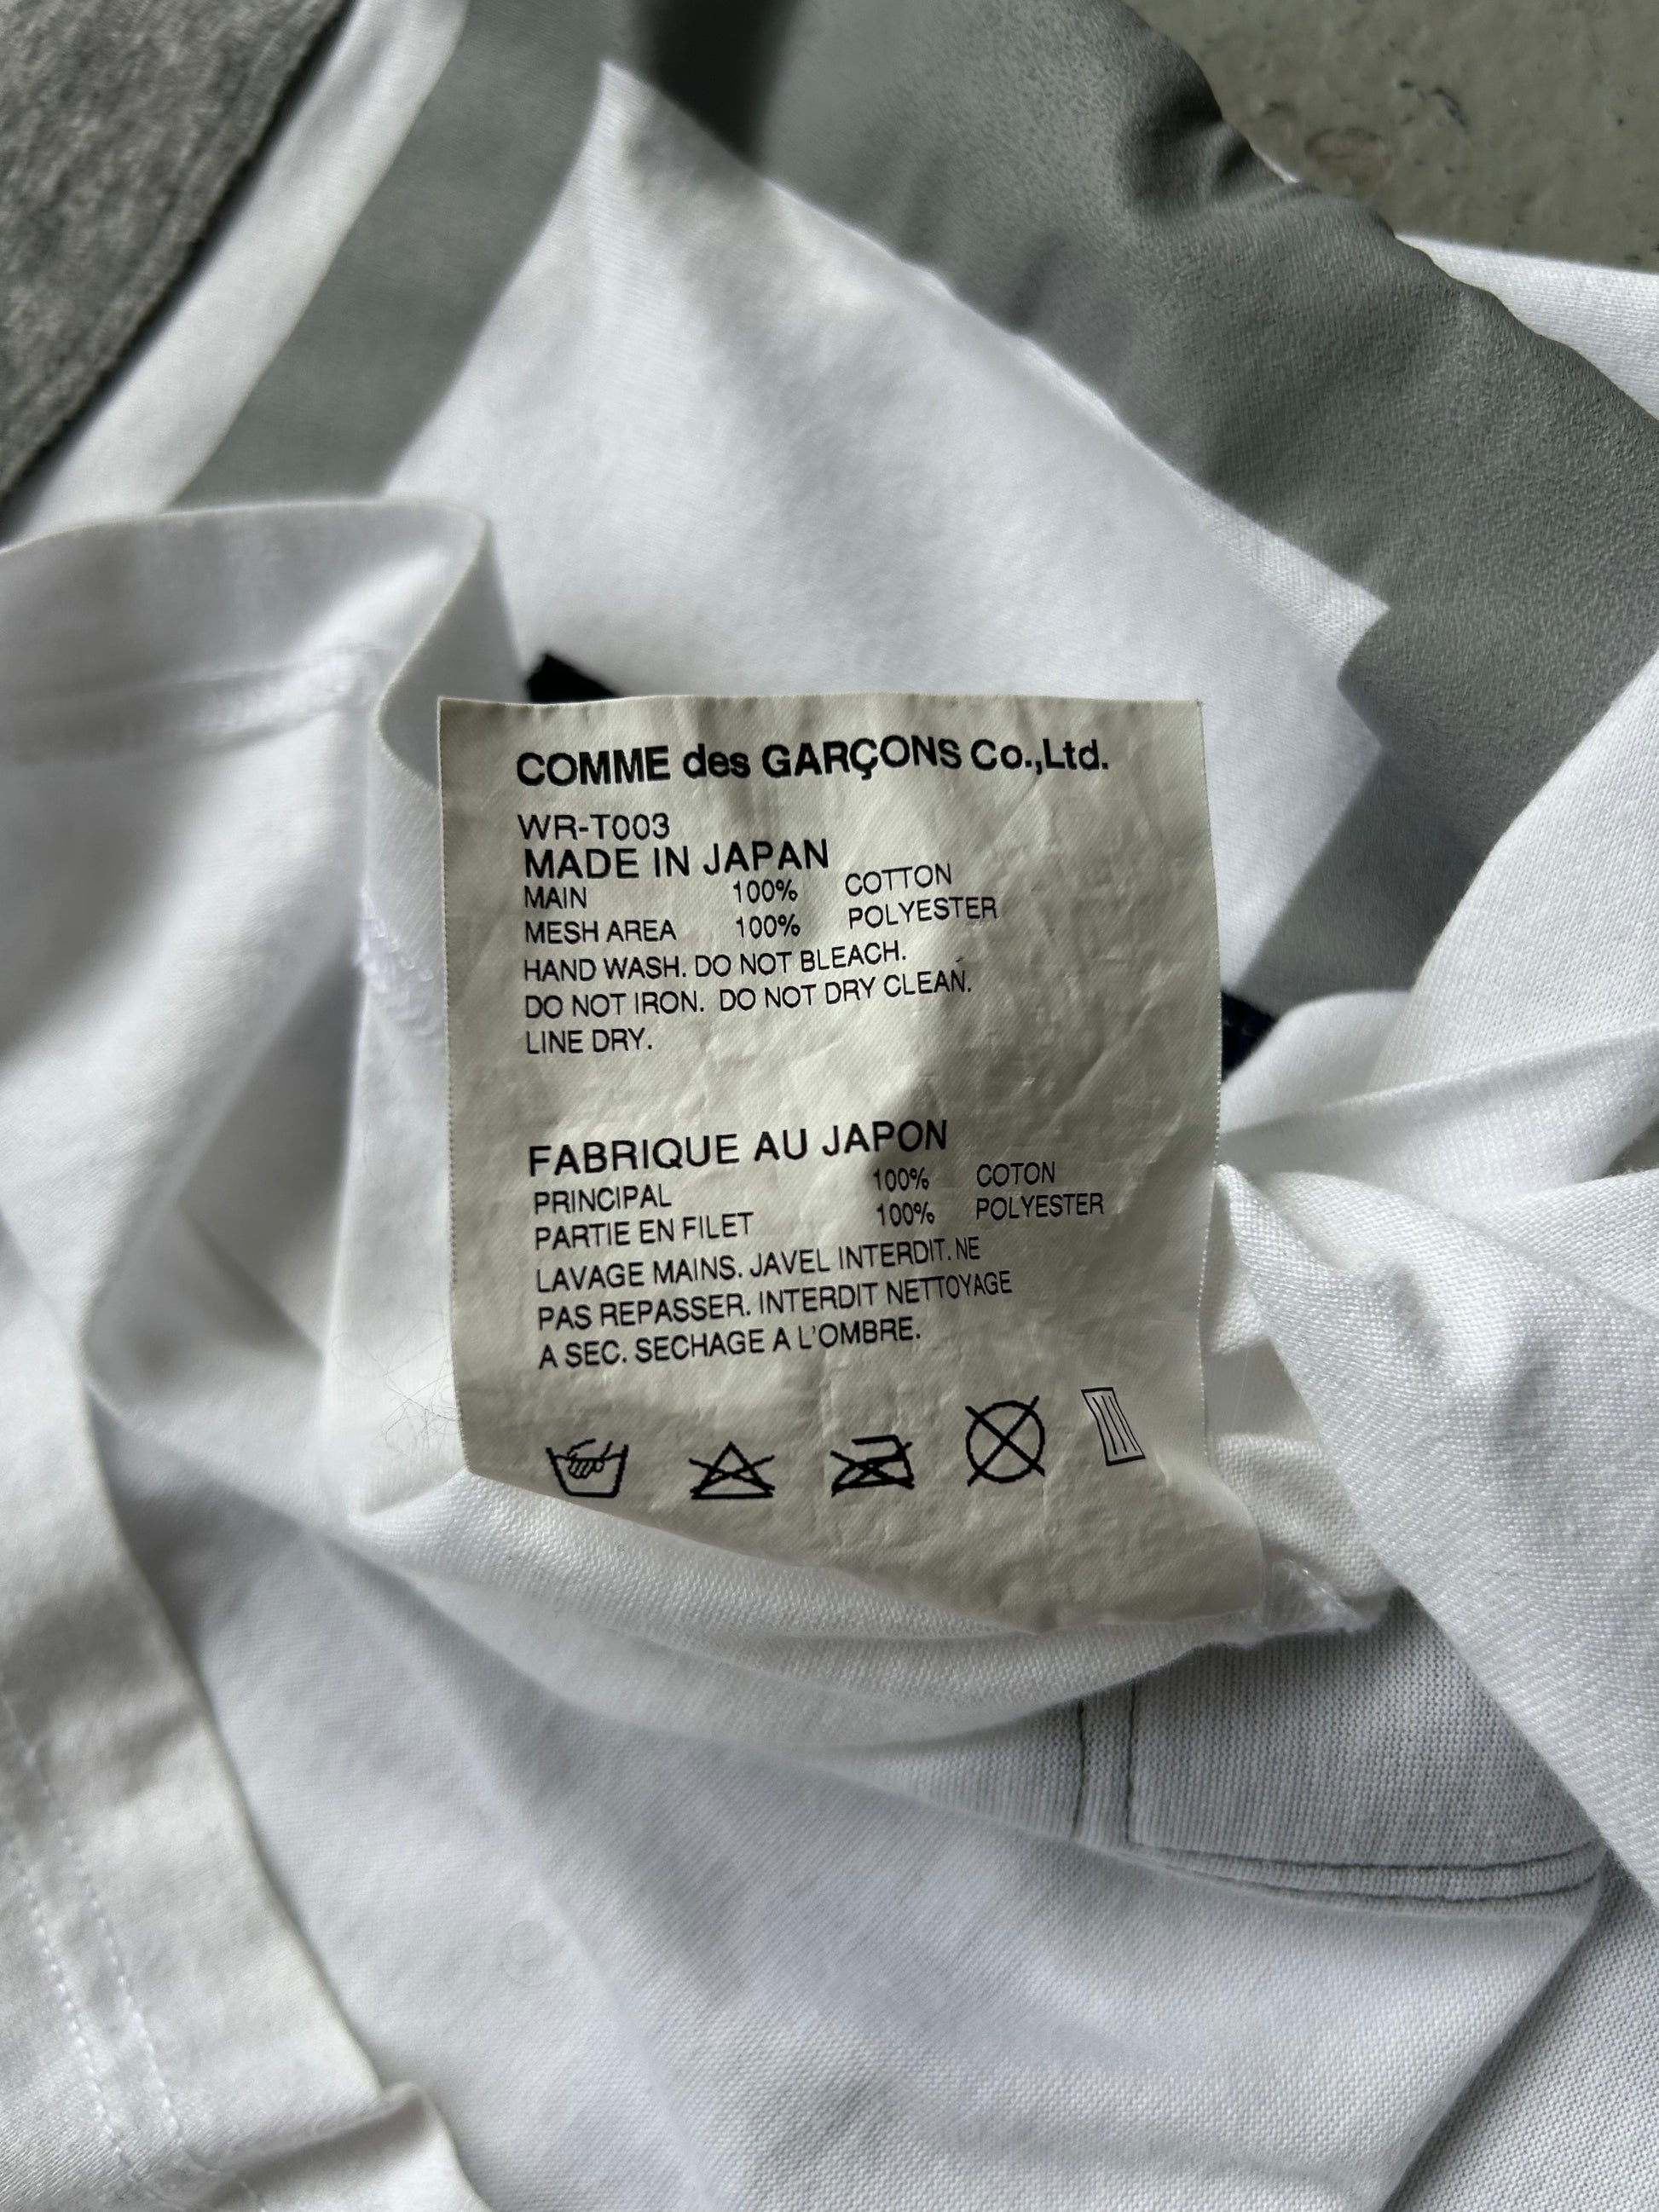 COMME des GARÇONS Co.,Ltd.
WR-T003
MADE IN JAPAN
MAIN 100% COTTON
MESH AREA 100% POLYESTER
HAND WASH. DO NOT BLEACH.
DO NOT IRON. DO NOT DRY CLEAN.
LINE DRY.
FABRIQUE AU JAPON
PRINCIPAL 100% COTON
PARTIE EN FILET 100% POLYESTER
LAVAGE MAINS. JAVEL INTERDIT. NE
PAS REPASSER. INTERDIT NETTOYAGE
A SEC. SECHAGE A L'OMBRE.